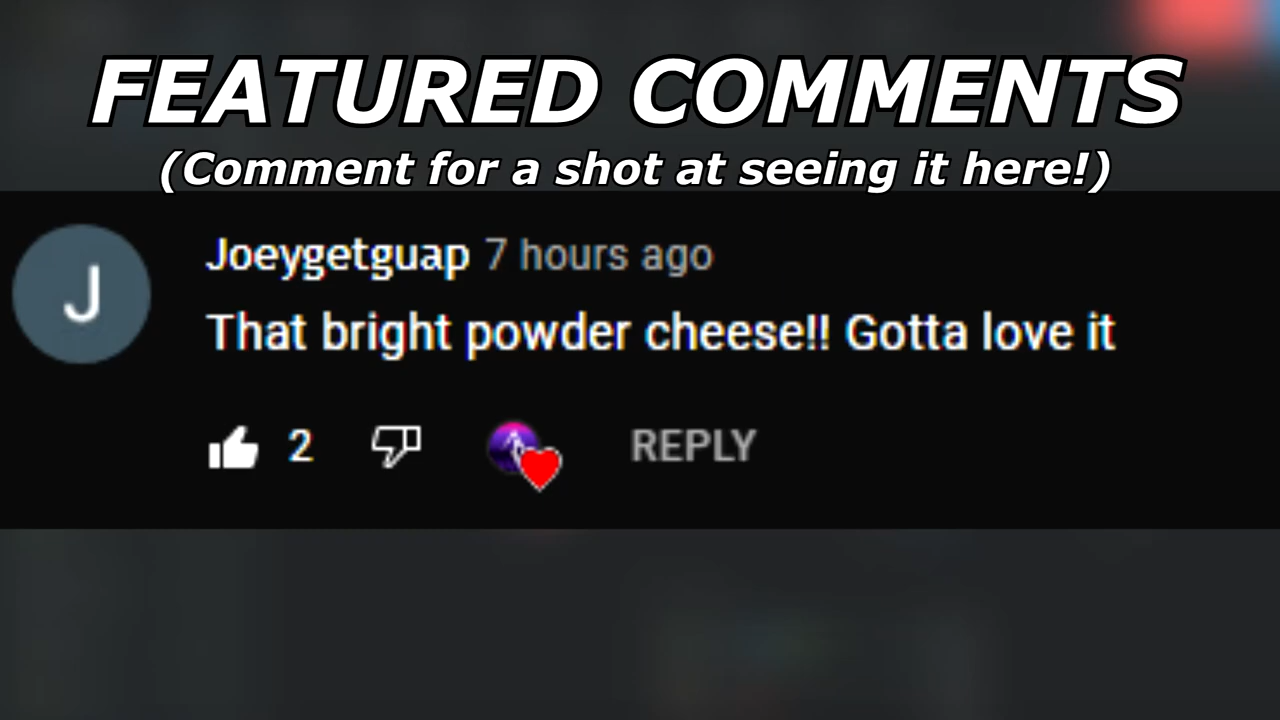 FEATURED COMMENTS
(Comment for a shot at seeing it here!)
J
Joeygetguap 7 hours ago
That bright powder cheese!! Gotta love it
2 REPLY